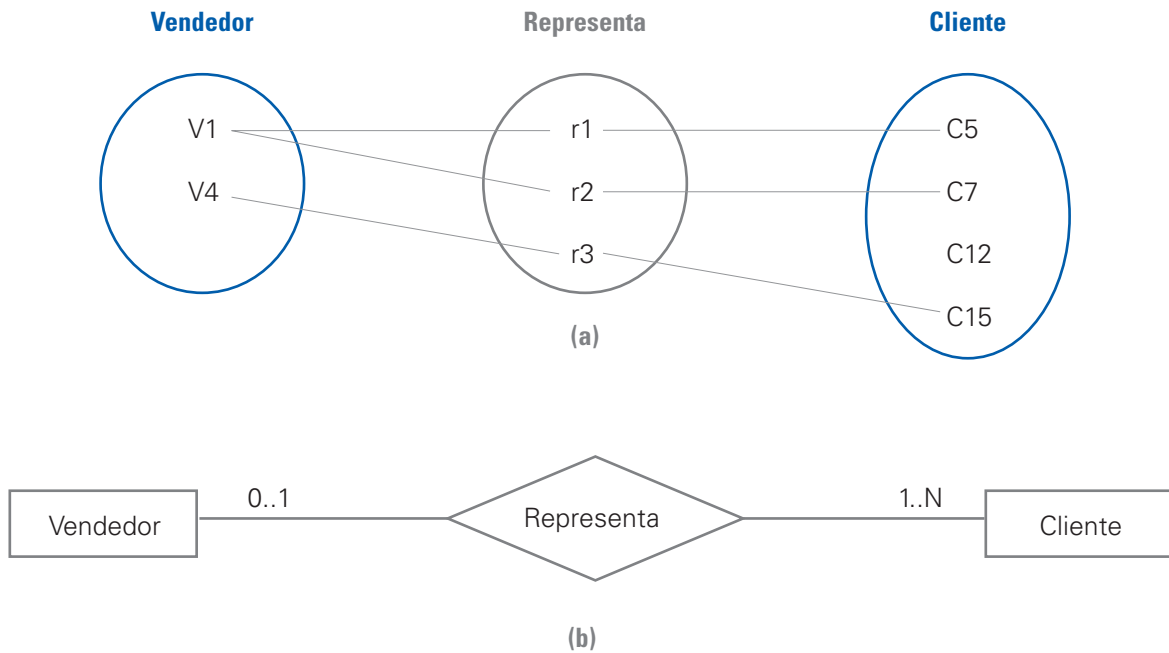 Vendedor Representa Cliente
V1 r1 C5
V4 r2 C7
r3 C12
C15
(a)
0..1 1..N
Vendedor Representa Cliente
(b)